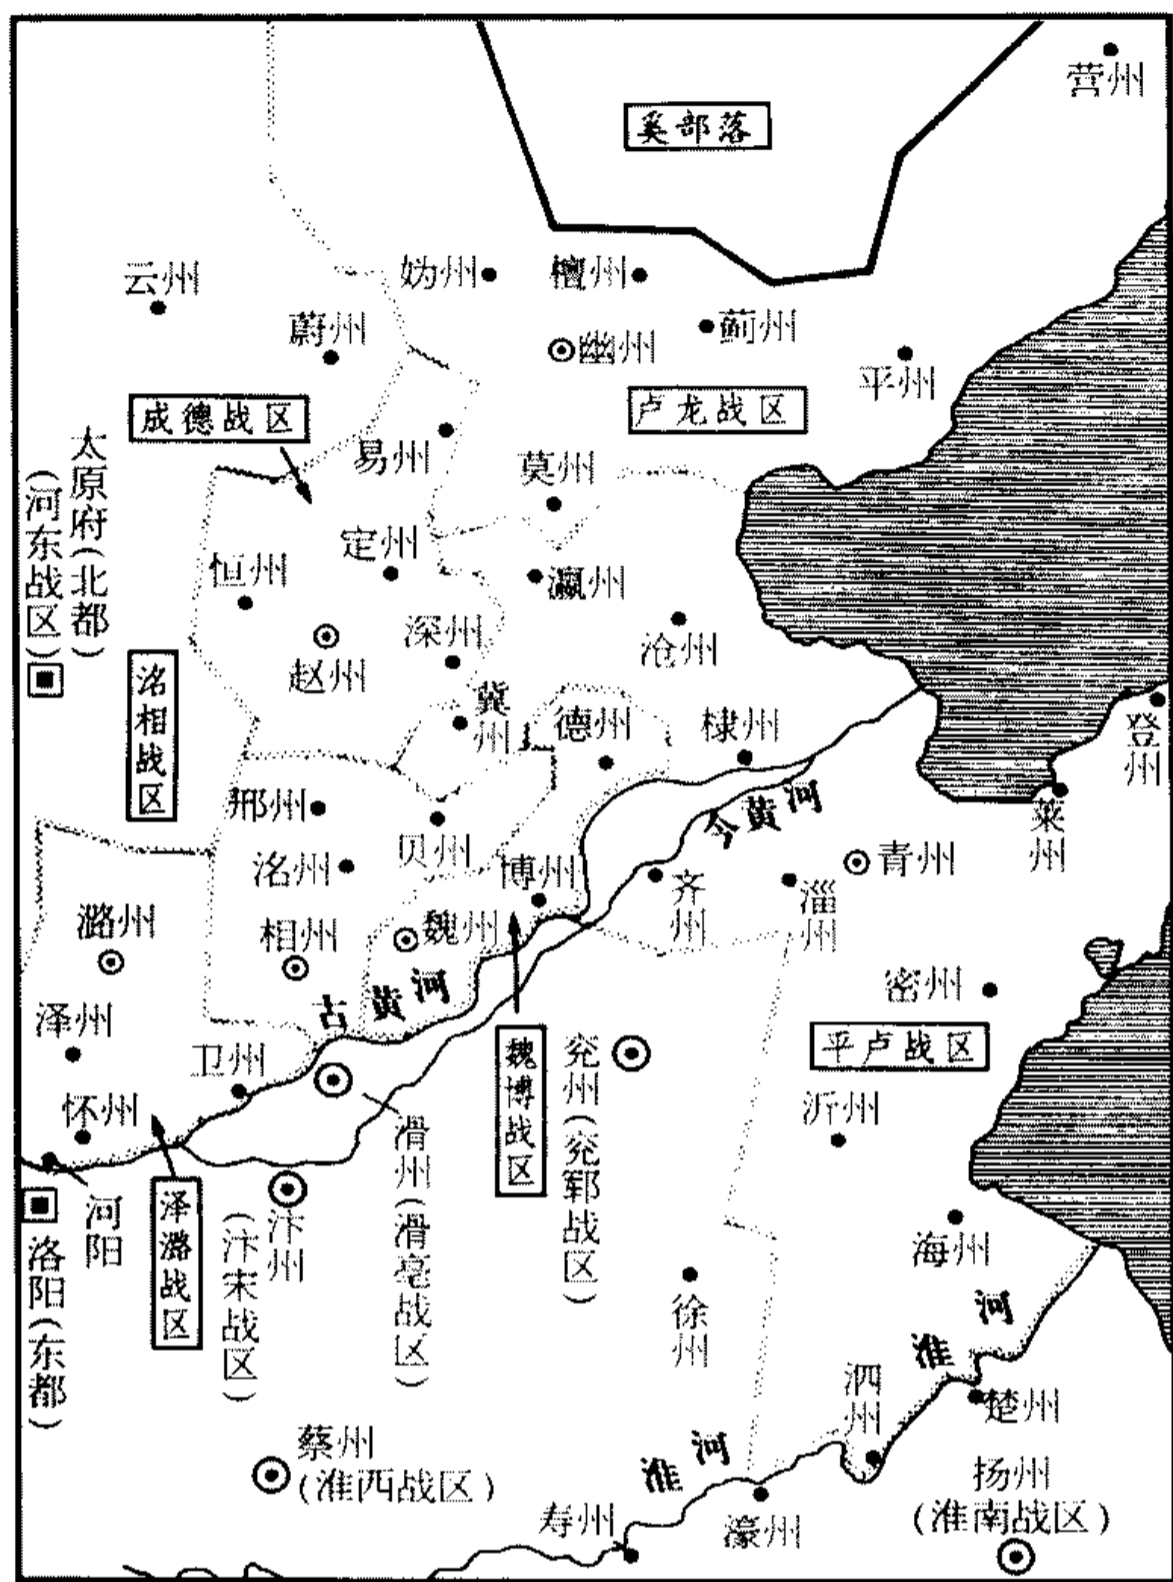 营州
奚部落
云州
妫州
檀州
蔚州
幽州
蓟州
平州
成德战区
卢龙战区
太原府(北都)
(河东战区)
易州
莫州
定州
恒州
瀛州
赵州
深州
沧州
洺相战区
冀州
德州
棣州
登州
邢州
贝州
今黄河
莱州
洺州
博州
齐州
淄州
青州
潞州
相州
魏州
古黄河
密州
泽州
卫州
魏博战区
兖州(兖郓战区)
平卢战区
怀州
滑州(滑亳战区)
沂州
河阳
泽潞战区
汴州
(汴宋战区)
洛阳(东都)
海州
徐州
淮河
泗州
楚州
蔡州
(淮西战区)
淮河
寿州
濠州
扬州
(淮南战区)